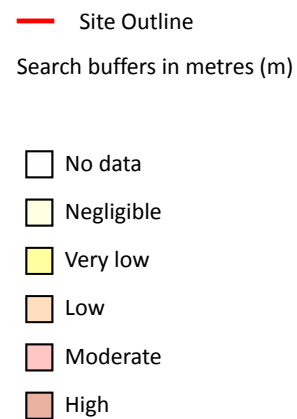 Site Outline
Search buffers in metres (m)
No data
Negligible
Very low
Low
Moderate
High